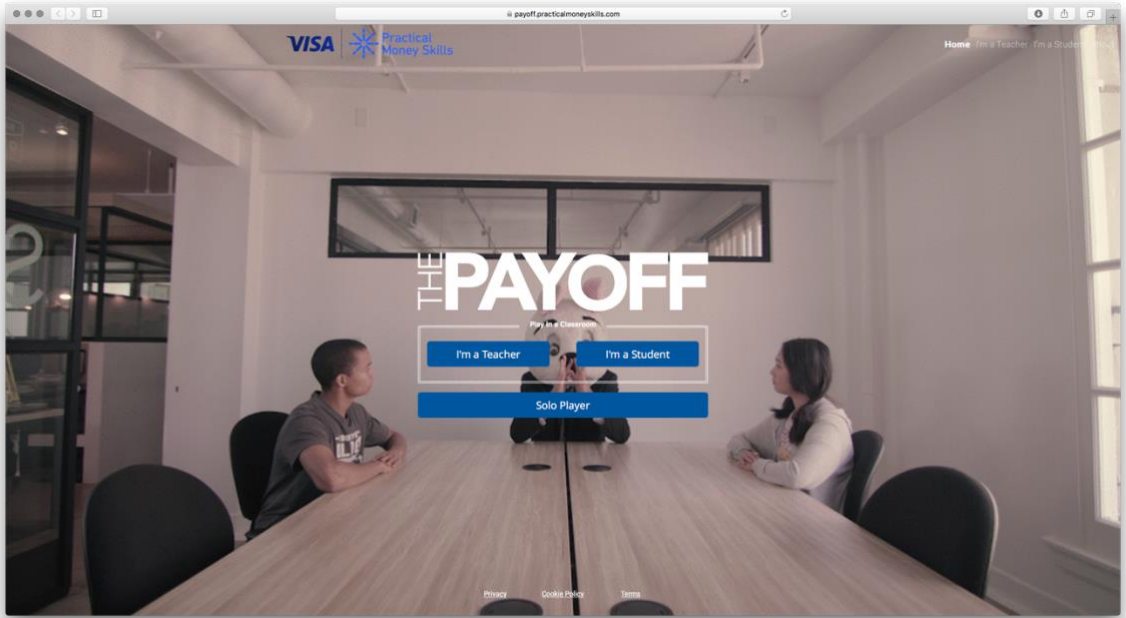 payoff.practicalmoneyskills.com
VISA Practical
Money Skills
Home I'm a Teacher I'm a Student
THE PAYOFF
Play in a Classroom
I'm a Teacher I'm a Student
Solo Player
Privacy Cookie Policy Terms